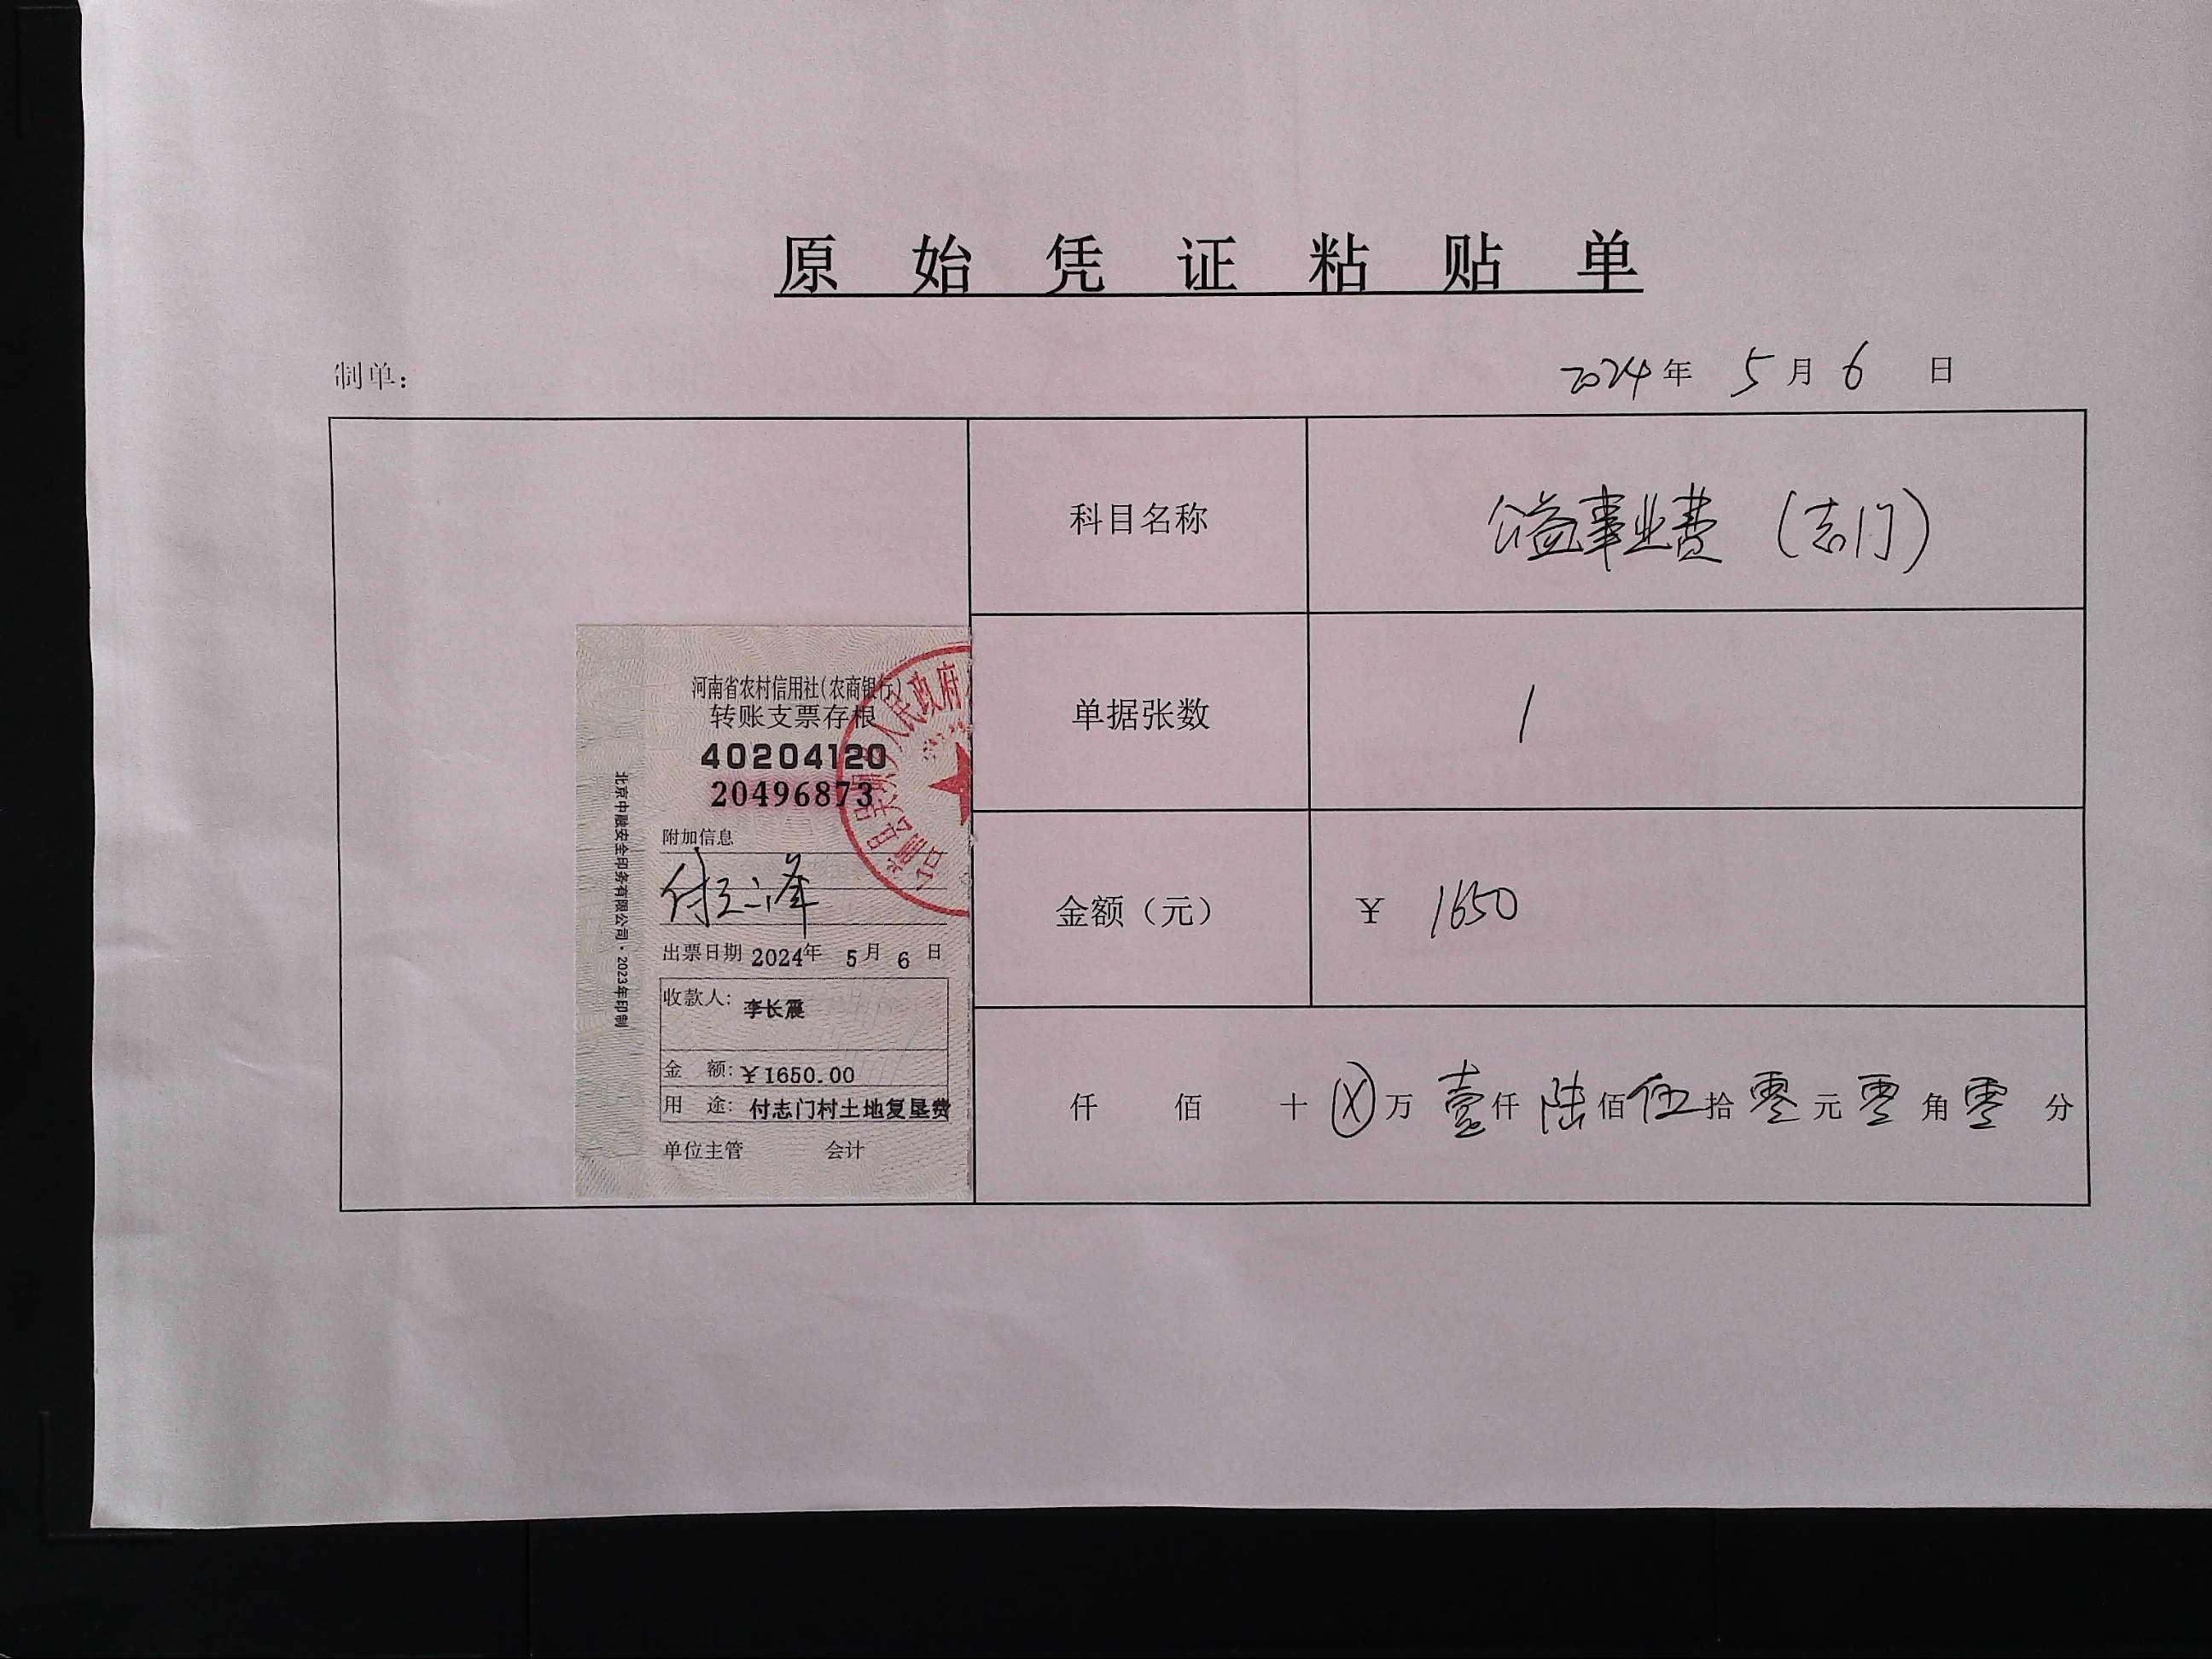 原始凭证粘贴单
制单：
2024年 5月6日
河南省农村信用社(农商银行)
转账支票存根
40204120
20496873
附加信息
出票日期 2024年 5月 6日
收款人： 李长震
金 额：￥1650.00
用 途：付志门村土地复垦费
单位主管 会计
北京中融安全印务有限公司·2023年印制
人民政府
科目名称 公益事业费（志门）
单据张数 1
金额（元） ￥ 1650
仟 佰 十 ⓧ万 壹仟 陆佰 伍拾 零元 零角 零分